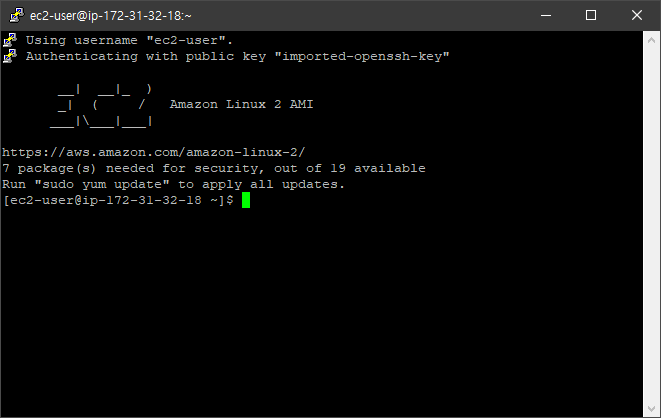 ec2-user@ip-172-31-32-18:~
Using username "ec2-user".
Authenticating with public key "imported-openssh-key"
       __|  __|_  )
       _|  (     /   Amazon Linux 2 AMI
      ___|\___|___|
https://aws.amazon.com/amazon-linux-2/
7 package(s) needed for security, out of 19 available
Run "sudo yum update" to apply all updates.
[ec2-user@ip-172-31-32-18 ~]$